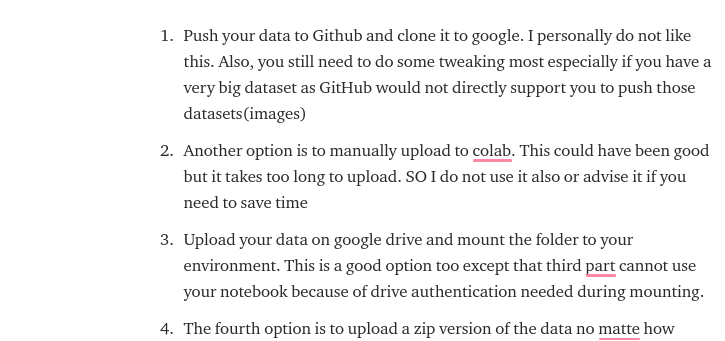 1. Push your data to Github and clone it to google. I personally do not like
this. Also, you still need to do some tweaking most especially if you have a
very big dataset as GitHub would not directly support you to push those
datasets(images)
2. Another option is to manually upload to colab. This could have been good
but it takes too long to upload. SO I do not use it also or advise it if you
need to save time
3. Upload your data on google drive and mount the folder to your
environment. This is a good option too except that third part cannot use
your notebook because of drive authentication needed during mounting.
4. The fourth option is to upload a zip version of the data no matte how